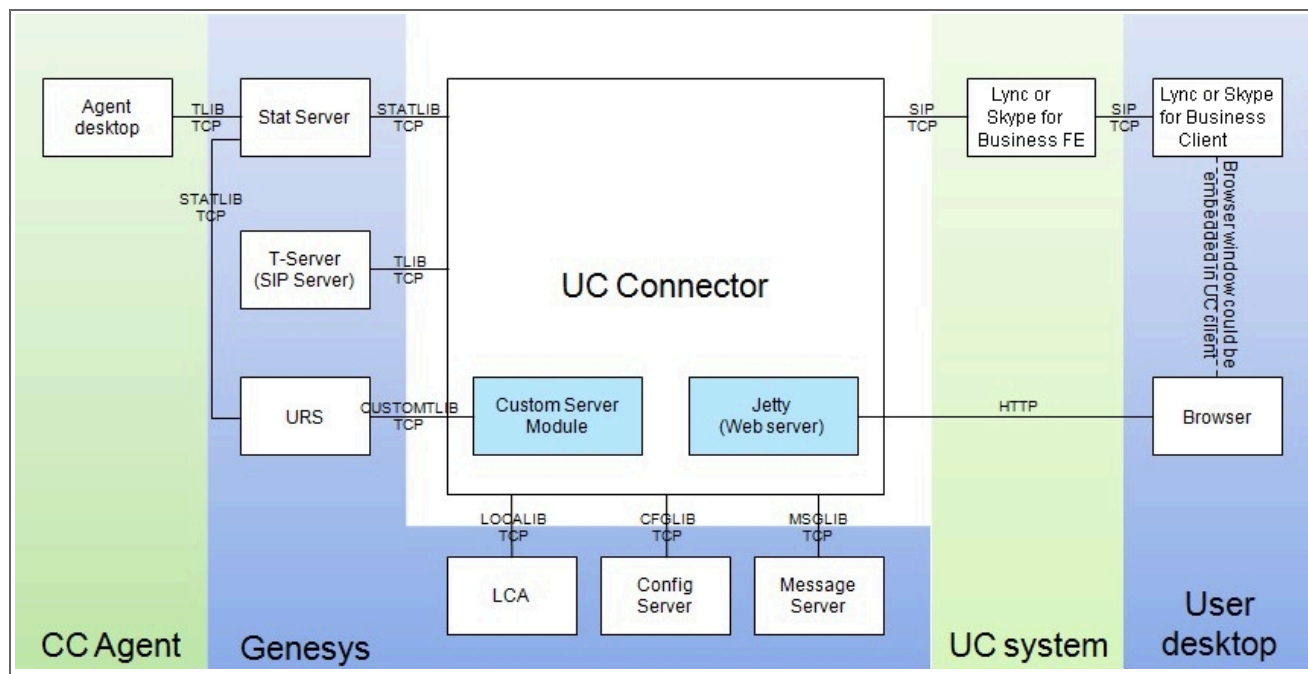 Agent
desktop
TLIB
TCP
Stat Server
STATLIB
TCP
SIP
TCP
Lync or
Skype for
Business FE
SIP
TCP
Lync or Skype
for Business
Client
STATLIB
TCP
Browser window could be
embedded in UC client
T-Server
(SIP Server)
TLIB
TCP
UC Connector
URS
CUSTOMTLIB
TCP
Custom Server
Module
Jetty
(Web server)
HTTP
Browser
LOCALIB
TCP
CFGLIB
TCP
MSGLIB
TCP
LCA
Config
Server
Message
Server
CC Agent
Genesys
UC system
User
desktop